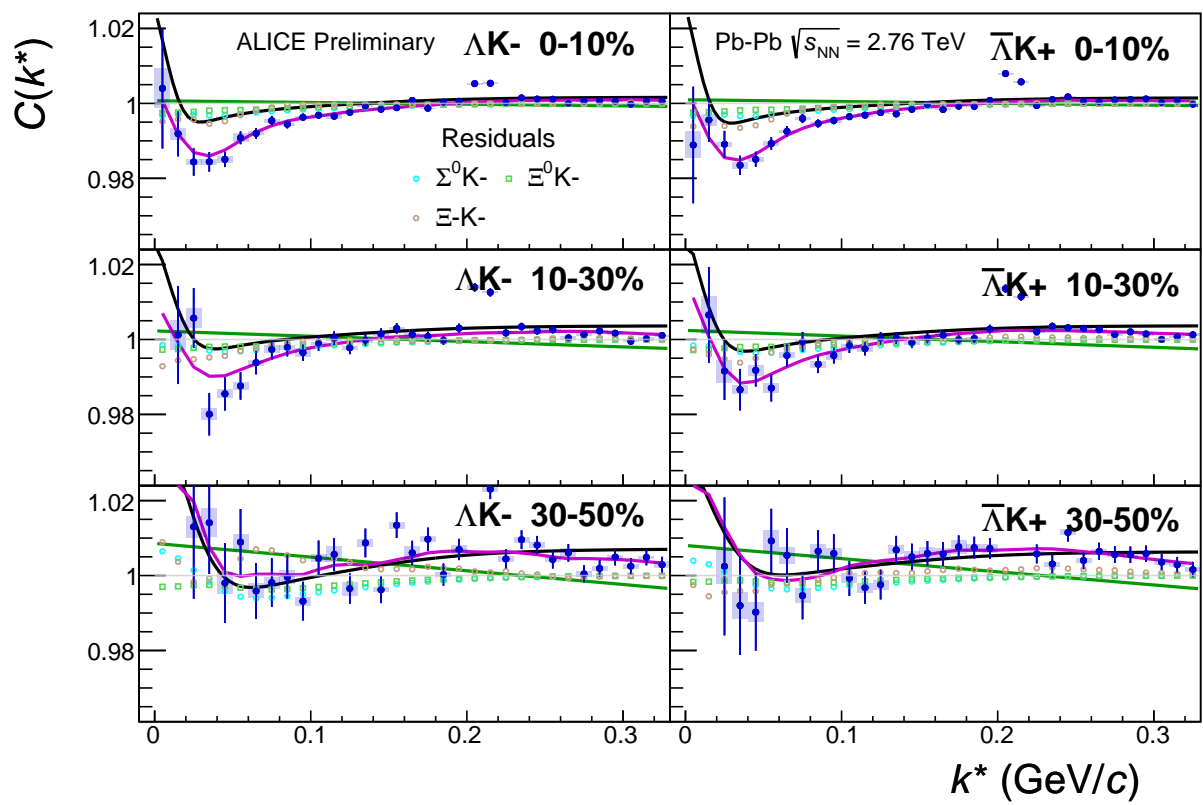 C(k*)
ALICE Preliminary
ΛK- 0-10%
Pb-Pb √sNN = 2.76 TeV
Λ̅K+ 0-10%
1.02
1
0.98
Residuals
Σ⁰K- Ξ⁰K-
Ξ-K-
ΛK- 10-30%
Λ̅K+ 10-30%
1.02
1
0.98
ΛK- 30-50%
Λ̅K+ 30-50%
1.02
1
0.98
0 0.1 0.2 0.3
0 0.1 0.2 0.3
k* (GeV/c)